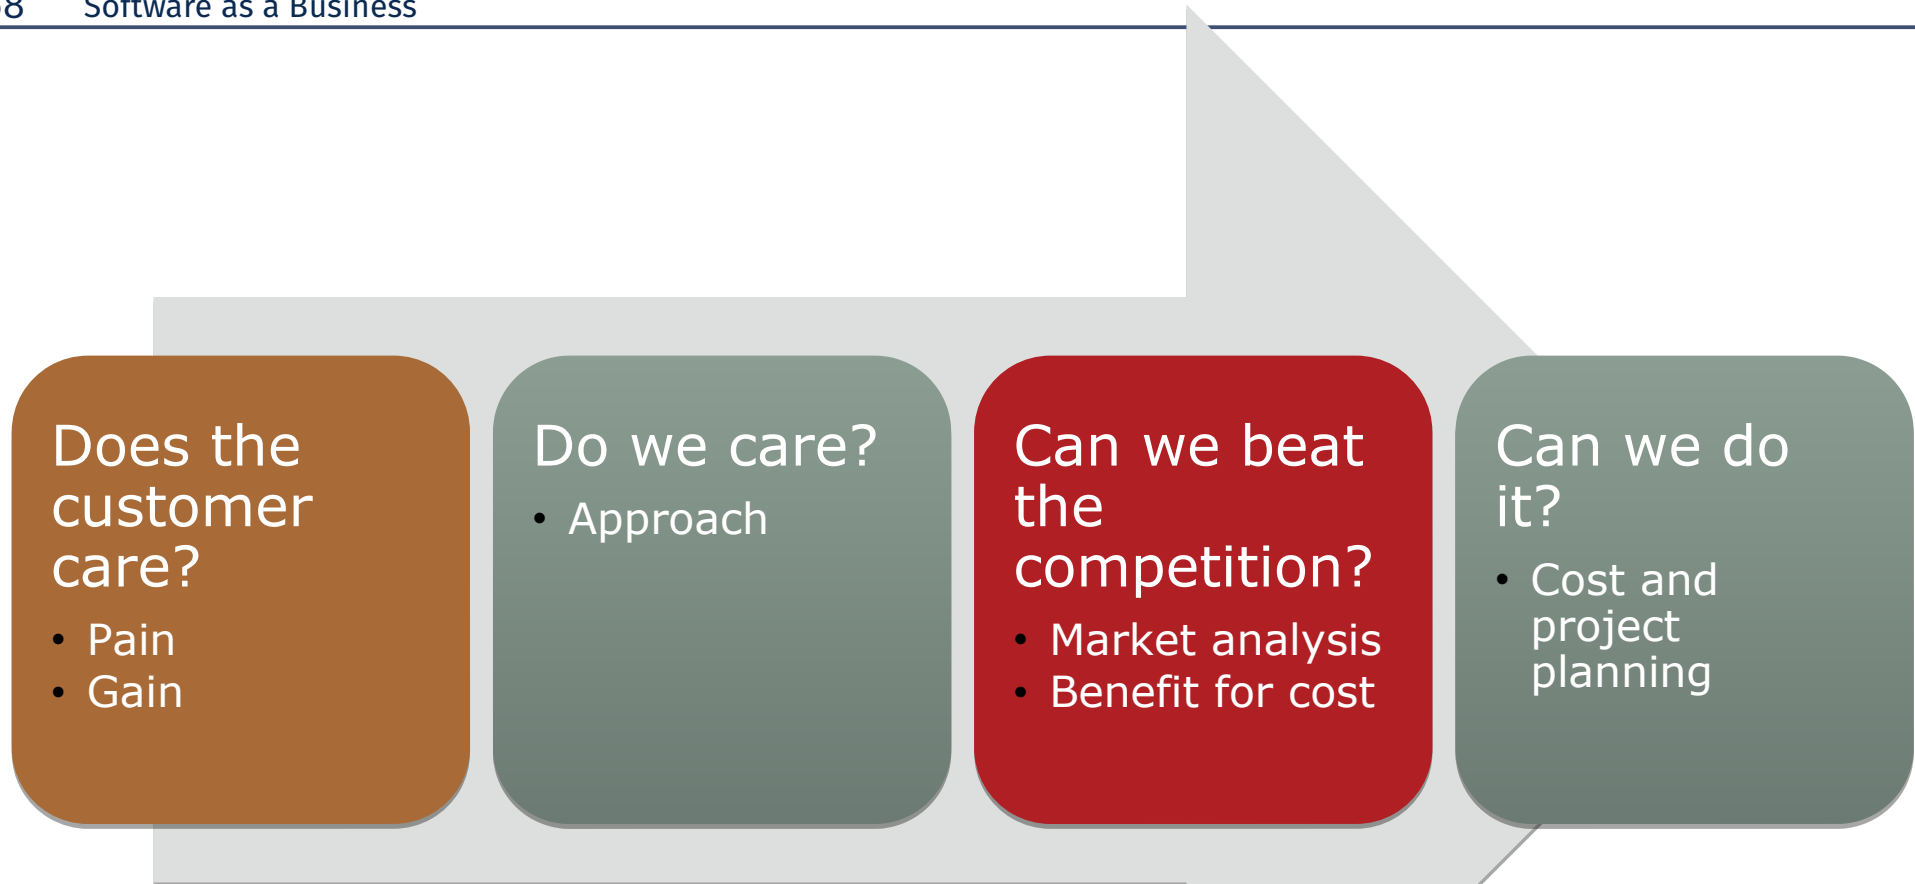 Software as a Business
Does the
customer
care?
• Pain
• Gain
Do we care?
• Approach
Can we beat
the
competition?
• Market analysis
• Benefit for cost
Can we do
it?
• Cost and
project
planning